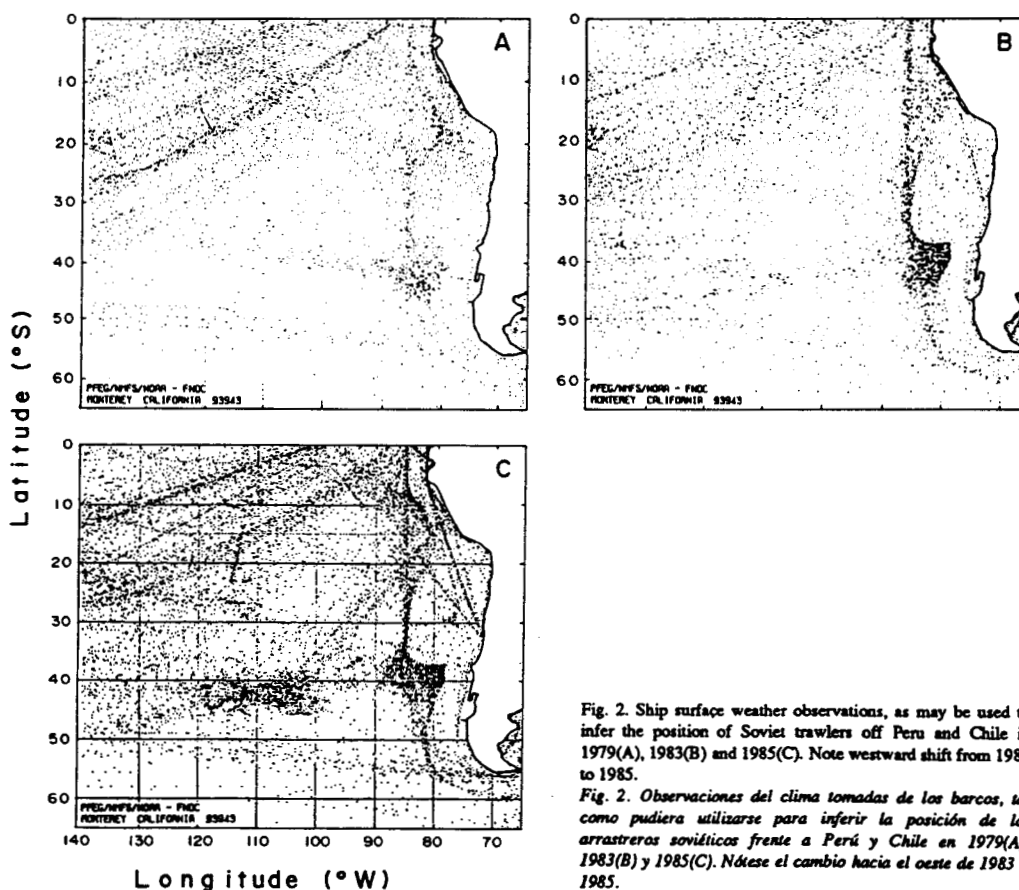 A
0
10
20
30
40
50
60
PFEG/NMFS/NOAA - FNOC
MONTEREY CALIFORNIA 93943
B
0
10
20
30
40
50
60
PFEG/NMFS/NOAA - FNOC
MONTEREY CALIFORNIA 93943
Latitude (°S)
C
0
10
20
30
40
50
60
PFEG/NMFS/NOAA - FNOC
MONTEREY CALIFORNIA 93943
140 130 120 110 100 90 80 70
Longitude (°W)
Fig. 2. Ship surface weather observations, as may be used t
infer the position of Soviet trawlers off Peru and Chile i
1979(A), 1983(B) and 1985(C). Note westward shift from 198
to 1985.
Fig. 2. Observaciones del clima tomadas de los barcos, ta
como pudiera utilizarse para inferir la posición de la
arrastreros soviéticos frente a Perú y Chile en 1979(A)
1983(B) y 1985(C). Nótese el cambio hacia el oeste de 1983
1985.